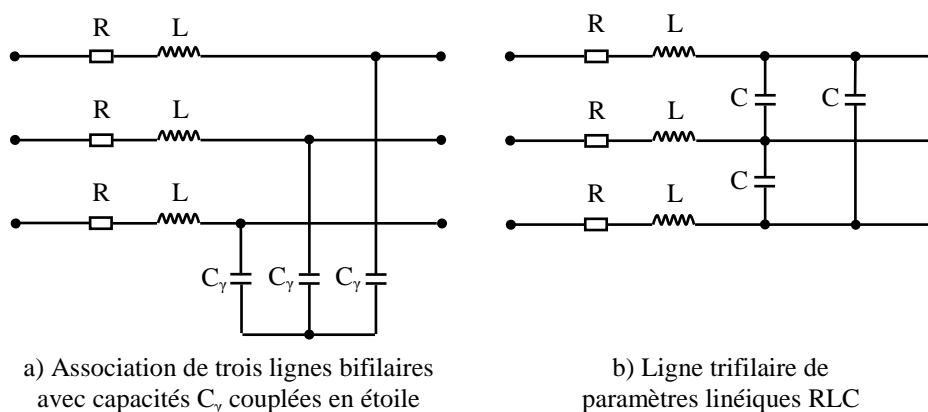 R L
R L
R L
Cγ Cγ Cγ
a) Association de trois lignes bifilaires
avec capacités Cγ couplées en étoile
R L
C C
R L
C
R L
b) Ligne trifilaire de
paramètres linéiques RLC